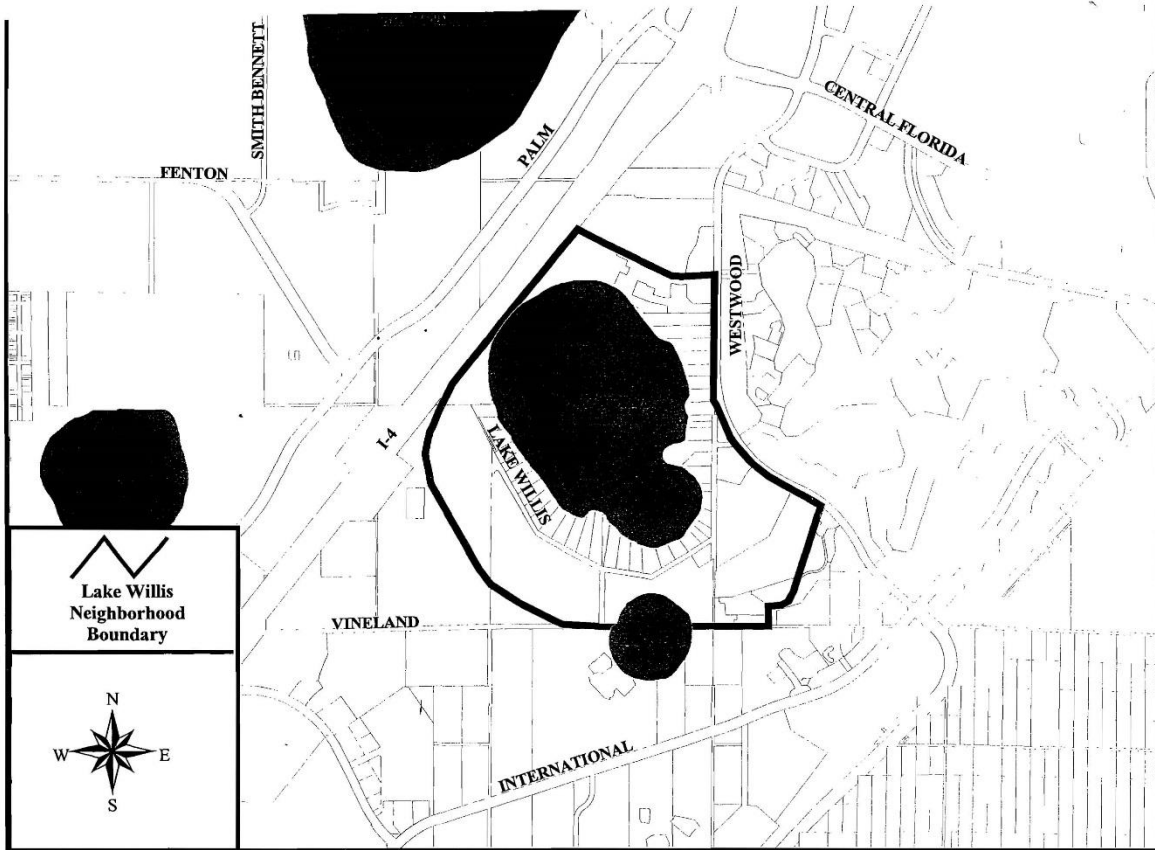 SMITH BENNETT
FENTON
PALM
CENTRAL FLORIDA
WESTWOOD
I-4
LAKE WILLIS
VINELAND
INTERNATIONAL
Lake Willis
Neighborhood
Boundary
N
W
E
S